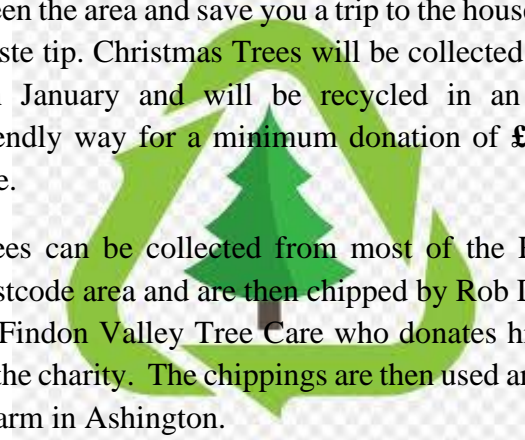 een the area and save you a trip to the house
ste tip. Christmas Trees will be collected
January and will be recycled in an
endly way for a minimum donation of £
e.
ees can be collected from most of the
stcode area and are then chipped by Rob
Findon Valley Tree Care who donates h
the charity. The chippings are then used a
arm in Ashington.